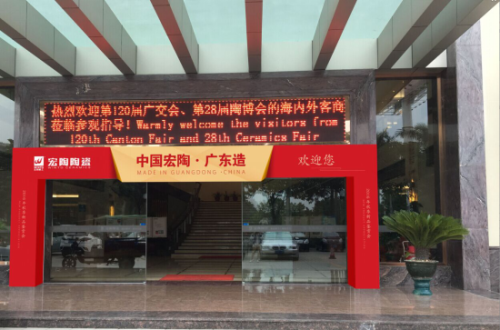 热烈欢迎第120届广交会、第28届陶博会的海内外客商
莅临参观指导!Warmly welcome the visitors from
120th Canton Fair and 28th Ceramics Fair
宏陶陶瓷
WINTO CERAMICS
中国宏陶·广东造
MADE IN GUANGDONG·CHINA
欢迎您